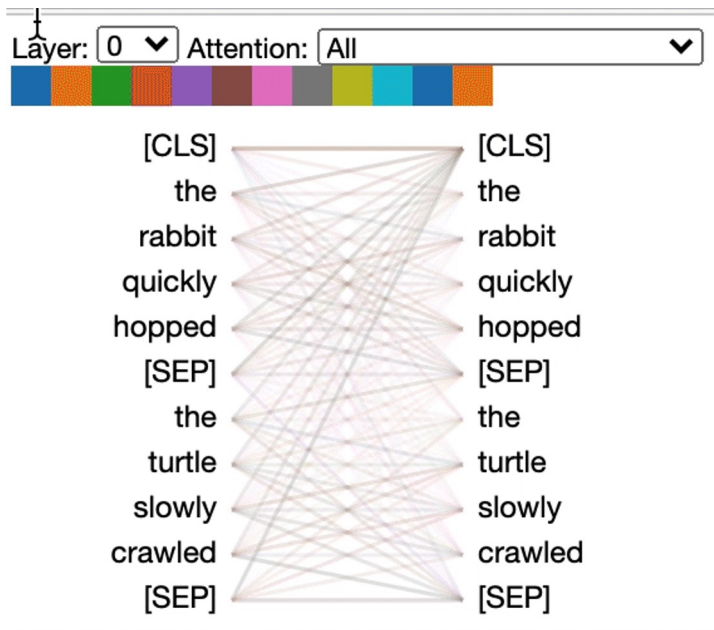 Layer: 0 Attention: All
[CLS] [CLS]
the the
rabbit rabbit
quickly quickly
hopped hopped
[SEP] [SEP]
the the
turtle turtle
slowly slowly
crawled crawled
[SEP] [SEP]